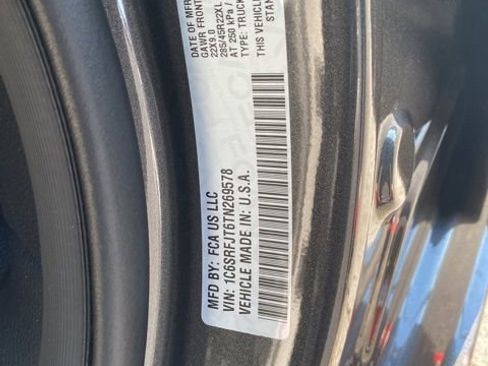 DATE OF MFR
GAWR FRONT
22X9.0
285/45R22XL
AT 250 kPa /
THIS VEHICLE
STAN
TYPE: TRUCK
MFD BY: FCA US LLC
VIN: 1C6SRFJT6TN269578
VEHICLE MADE IN: U.S.A.